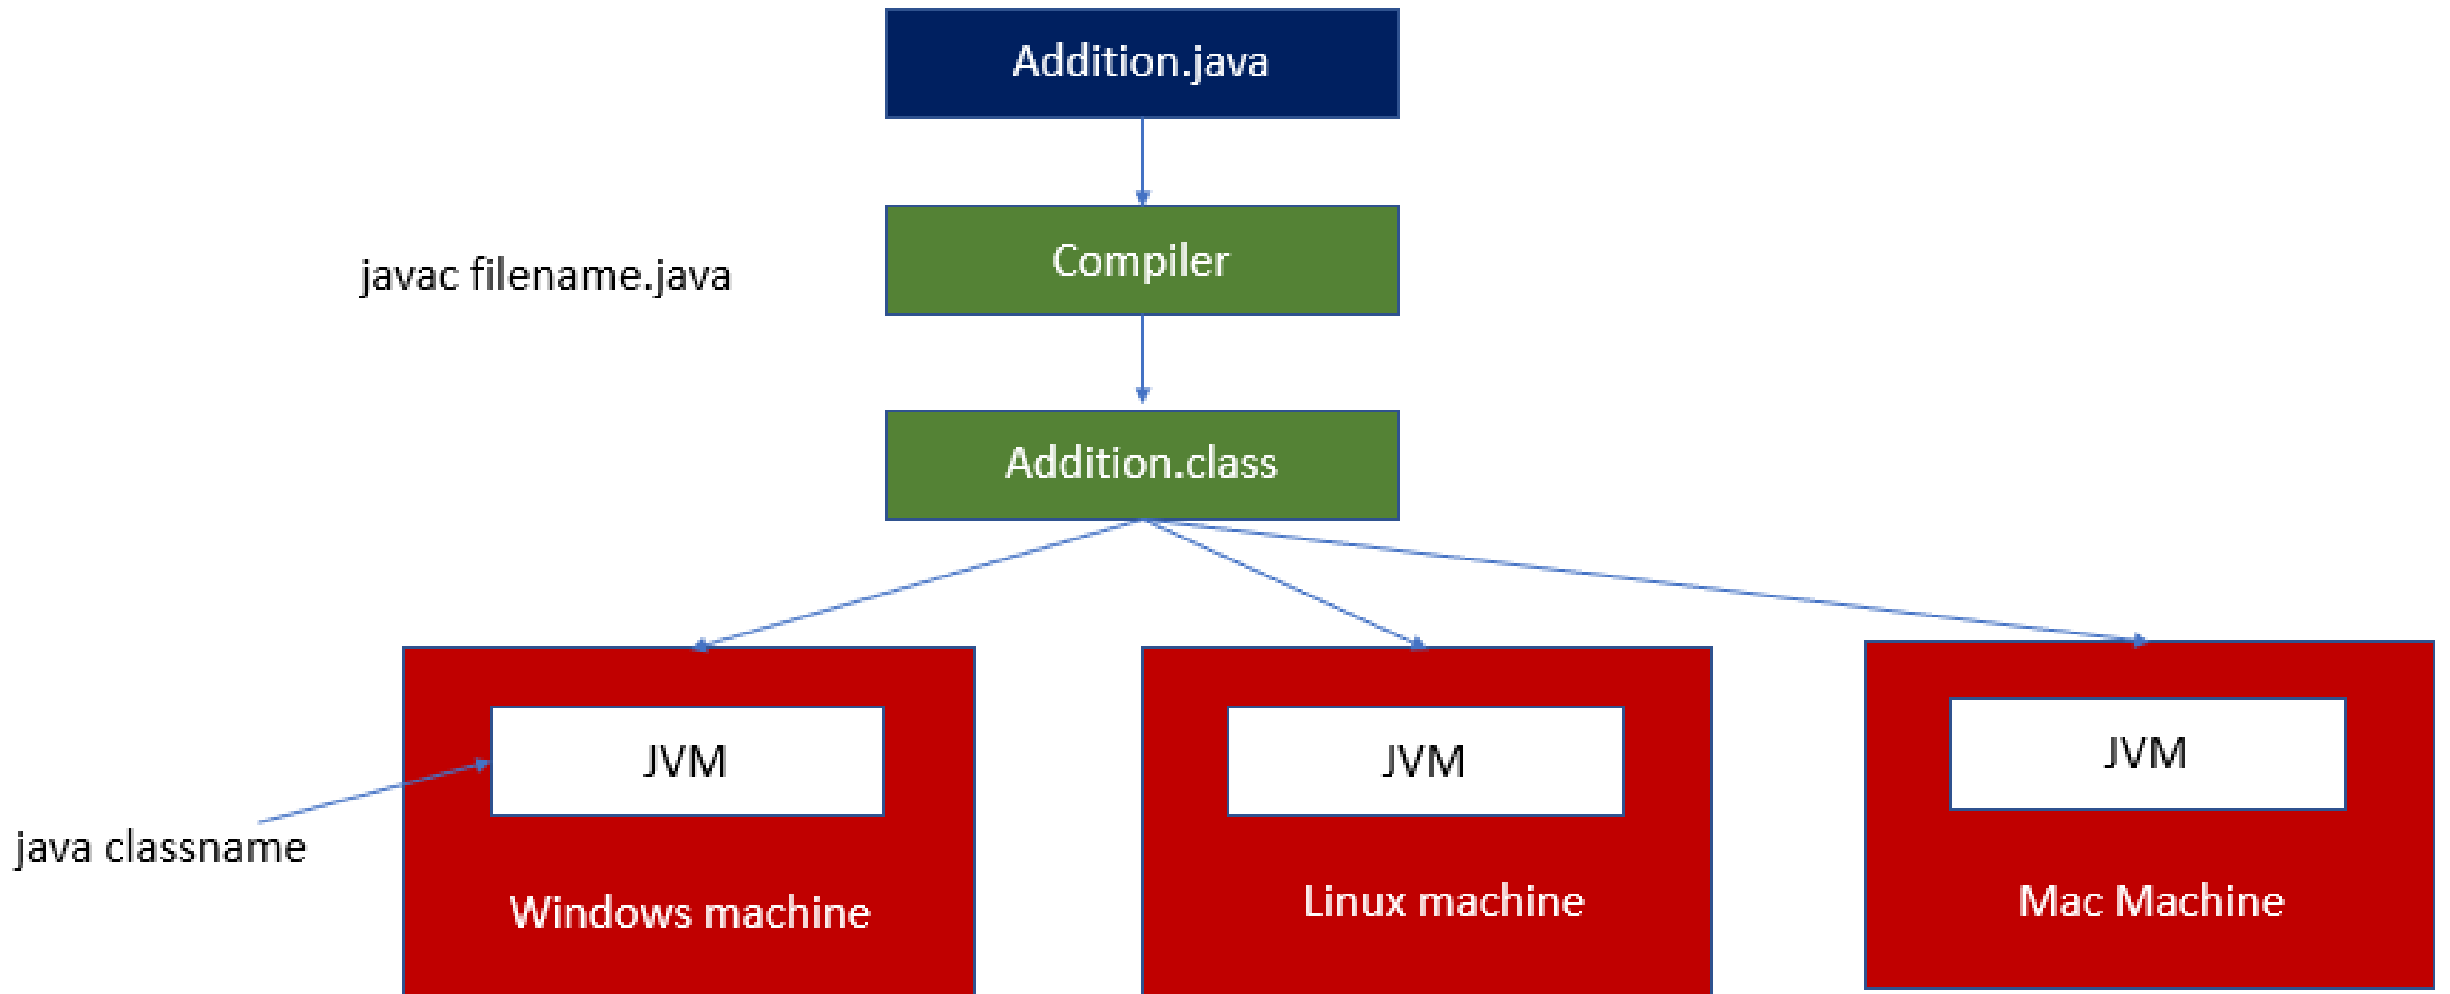 Addition.java
javac filename.java
Compiler
Addition.class
JVM
JVM
JVM
java classname
Windows machine
Linux machine
Mac Machine